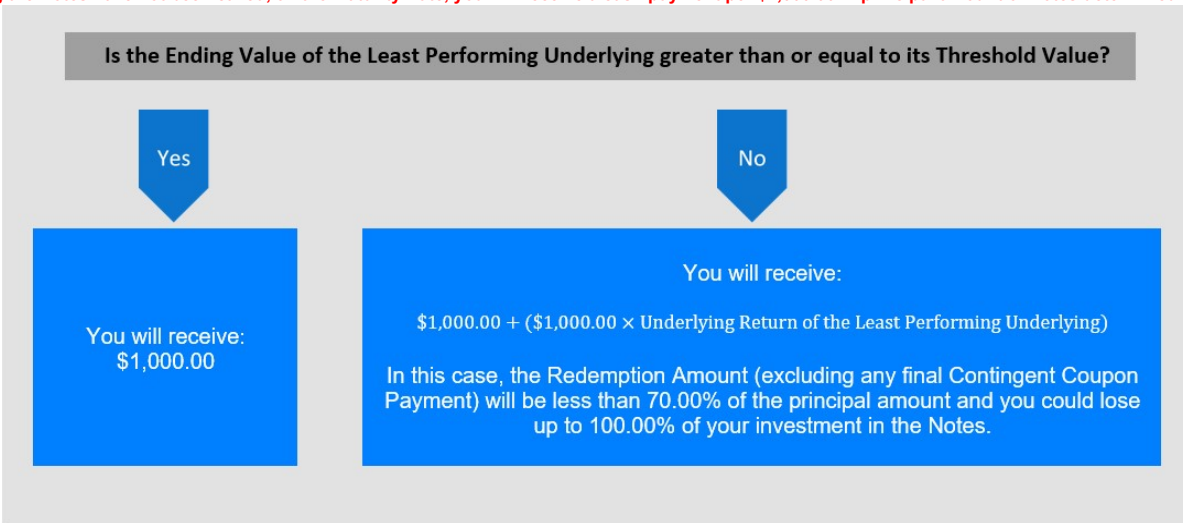 Is the Ending Value of the Least Performing Underlying greater than or equal to its Threshold Value?
Yes
No
You will receive:
$1,000.00
You will receive:
$1,000.00 + ($1,000.00 × Underlying Return of the Least Performing Underlying)
In this case, the Redemption Amount (excluding any final Contingent Coupon
Payment) will be less than 70.00% of the principal amount and you could lose
up to 100.00% of your investment in the Notes.